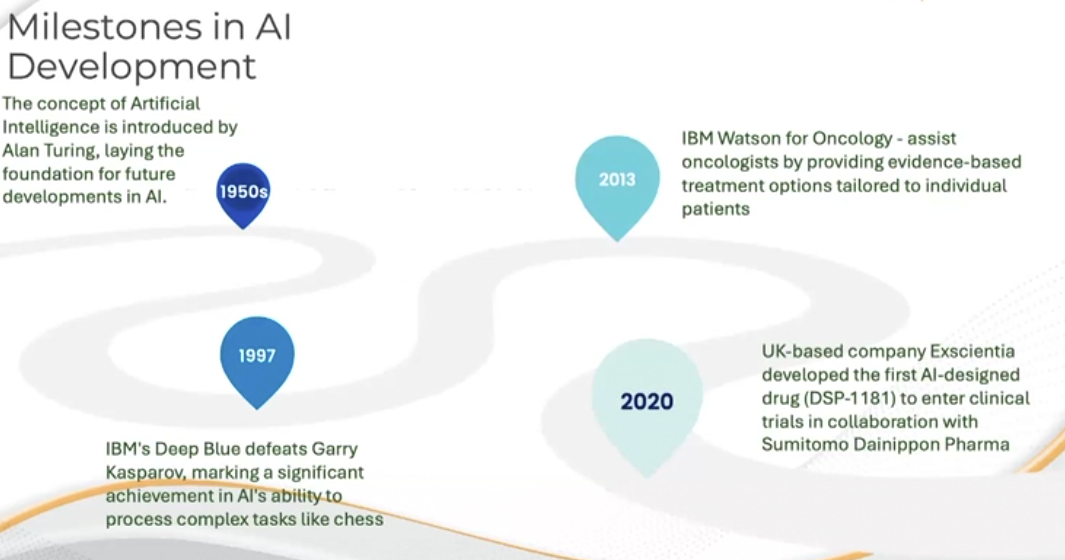 Milestones in AI
Development
The concept of Artificial
Intelligence is introduced by
Alan Turing, laying the
foundation for future
developments in AI.
1950s
1997
IBM's Deep Blue defeats Garry
Kasparov, marking a significant
achievement in AI's ability to
process complex tasks like chess
2013
IBM Watson for Oncology - assist
oncologists by providing evidence-based
treatment options tailored to individual
patients
2020
UK-based company Exscientia
developed the first AI-designed
drug (DSP-1181) to enter clinical
trials in collaboration with
Sumitomo Dainippon Pharma